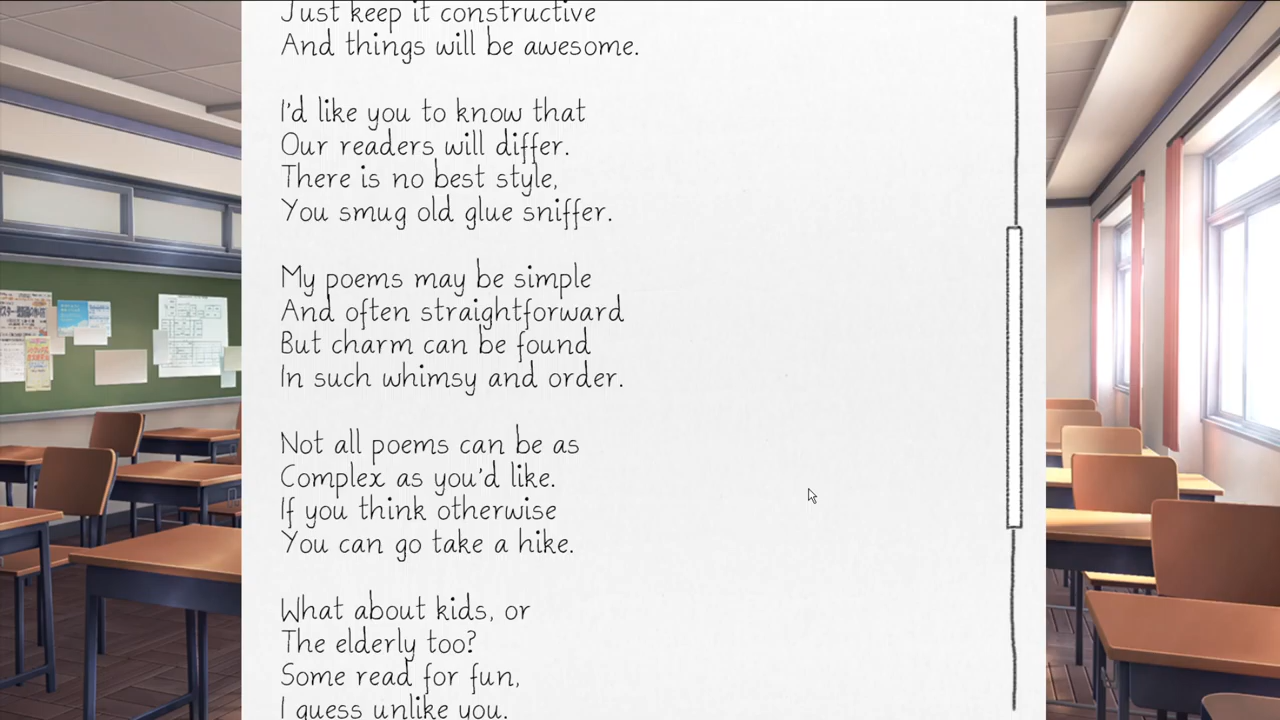 Just keep it constructive
And things will be awesome.
I'd like you to know that
Our readers will differ.
There is no best style,
You smug old glue sniffer.
My poems may be simple
And often straightforward
But charm can be found
In such whimsy and order.
Not all poems can be as
Complex as you'd like.
If you think otherwise
You can go take a hike.
What about kids, or
The elderly too?
Some read for fun,
I guess unlike you.